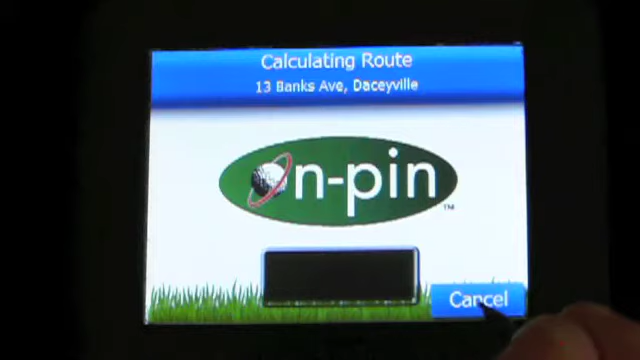 Calculating Route
13 Banks Ave, Daceyville
On-pin
TM
Cancel